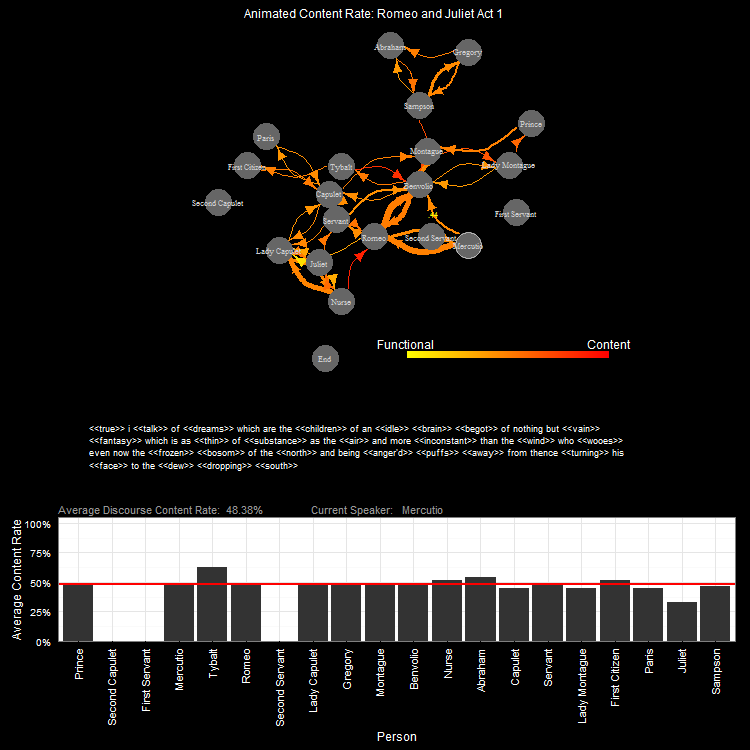 Animated Content Rate: Romeo and Juliet Act 1
Abraham
Gregory
Sampson
Prince
Paris
Montague
First Citizen
Tybalt
Lady Montague
Benvolio
Capulet
Second Capulet
First Servant
Servant
.44
Romeo
Second Servant
Mercutio
Lady Capulet
Juliet
Nurse
Functional
Content
End
<<true>> i <<talk>> of <<dreams>> which are the <<children>> of an <<idle>> <<brain>> <<begot>> of nothing but <<vain>>
<<fantasy>> which is as <<thin>> of <<substance>> as the <<air>> and more <<inconstant>> than the <<wind>> who <<wooes>>
even now the <<frozen>> <<bosom>> of the <<north>> and being <<anger'd>> <<puffs>> <<away>> from thence <<turning>> his
<<face>> to the <<dew>> <<dropping>> <<south>>
Average Discourse Content Rate: 48.38%
Current Speaker: Mercutio
Average Content Rate
100%
75%
50%
25%
0%
Prince
Second Capulet
First Servant
Mercutio
Tybalt
Romeo
Second Servant
Lady Capulet
Gregory
Montague
Benvolio
Nurse
Abraham
Capulet
Servant
Lady Montague
First Citizen
Paris
Juliet
Sampson
Person